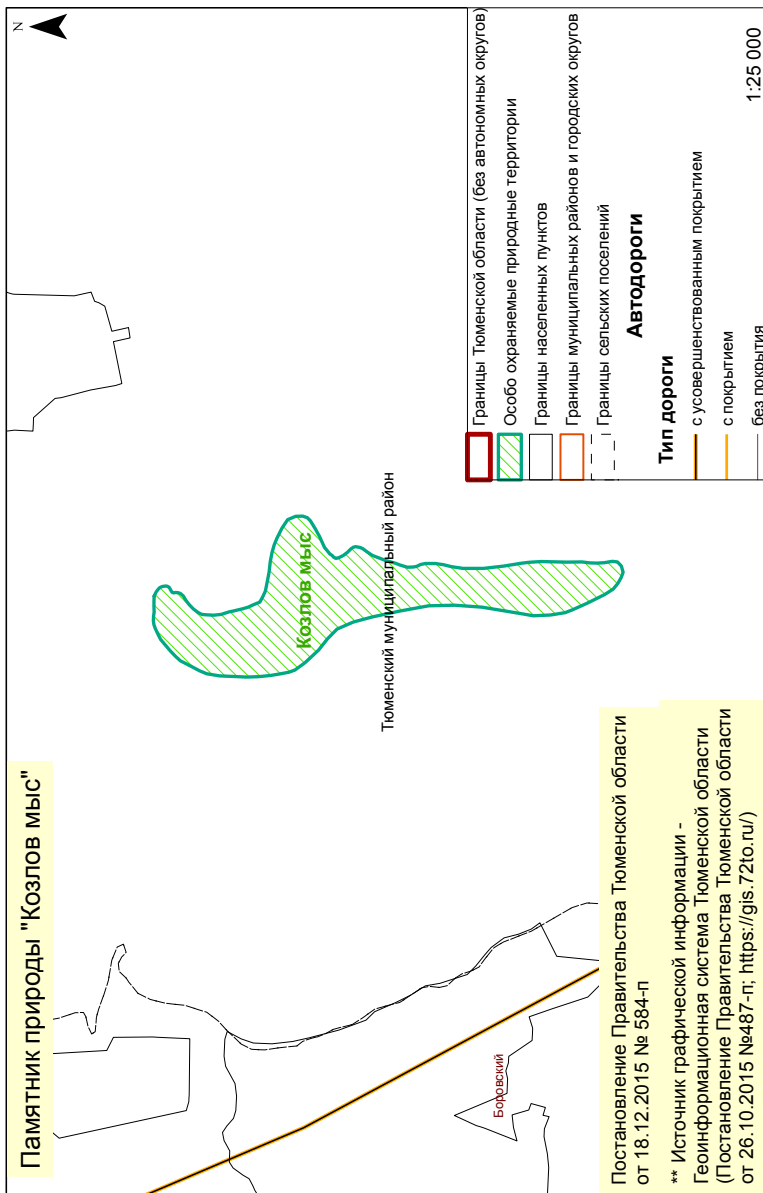 Памятник природы "Козлов мыс"
N
Козлов мыс
Тюменский муниципальный район
Боровский
Постановление Правительства Тюменской области
от 18.12.2015 № 584-п
** Источник графической информации -
Геоинформационная система Тюменской области
(Постановление Правительства Тюменской области
от 26.10.2015 №487-п; https://gis.72to.ru/)
Границы Тюменской области (без автономных округов)
Особо охраняемые природные территории
Границы населенных пунктов
Границы муниципальных районов и городских округов
Границы сельских поселений
Автодороги
Тип дороги
с усовершенствованным покрытием
с покрытием
без покрытия
1:25 000